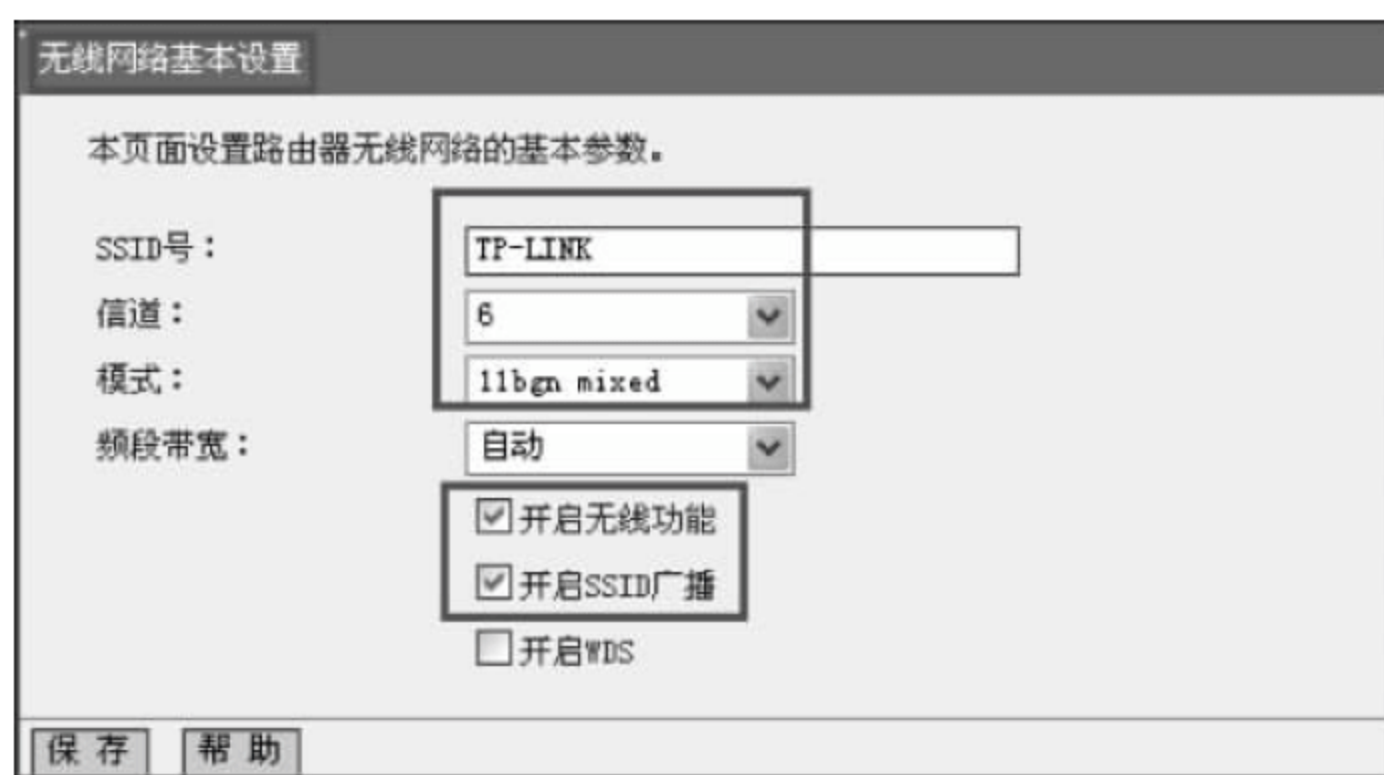 无线网络基本设置
本页面设置路由器无线网络的基本参数。
SSID号： TP-LINK
信道： 6
模式： 11bgn mixed
频段带宽： 自动
开启无线功能
开启SSID广播
开启WDS
保 存 帮 助